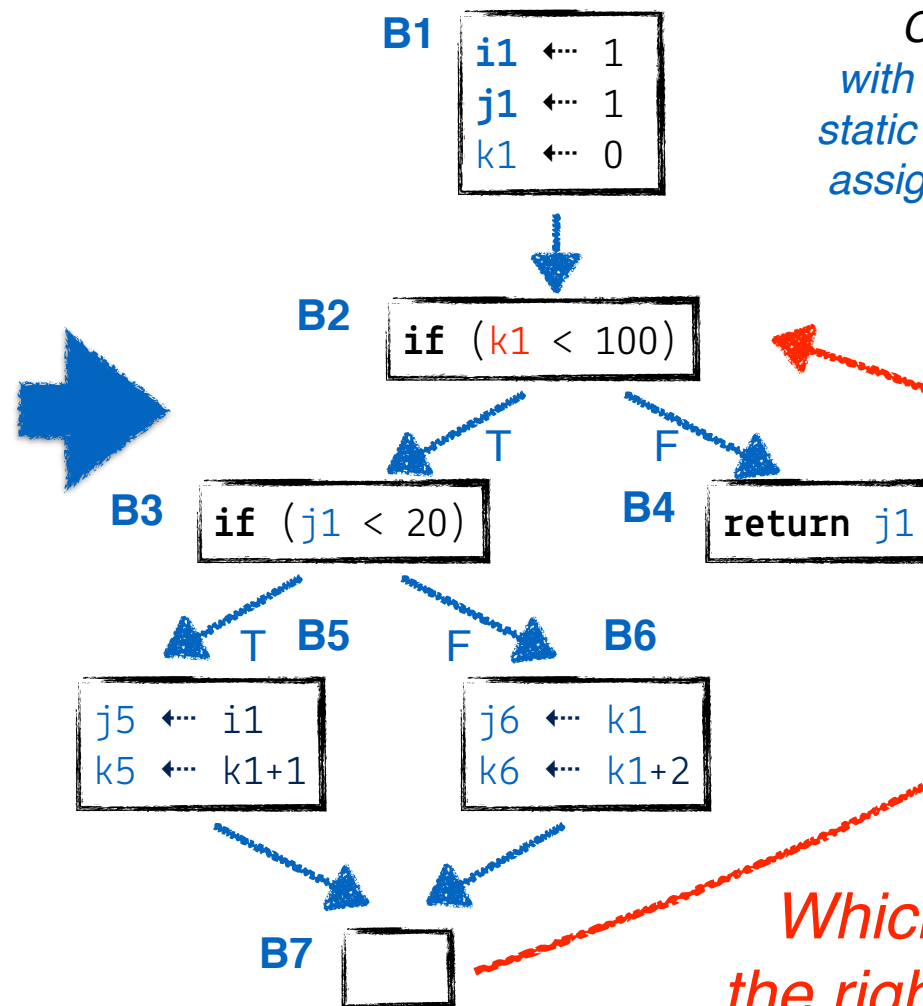 B1
i1 ⇠ 1
j1 ⇠ 1
k1 ⇠ 0
with
static
B2
if (k1 < 100)
T
F
B3
if (j1 < 20)
B4
return j1
T
B5
F
B6
j5 ⇠ i1
k5 ⇠ k1+1
j6 ⇠ k1
k6 ⇠ k1+2
B7
the